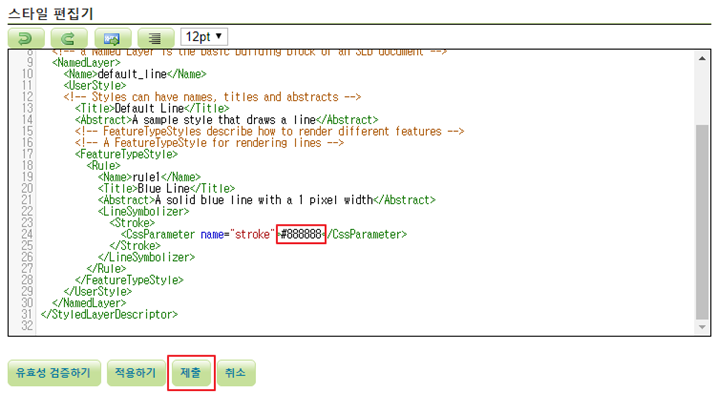 스타일 편집기
12pt
8 <!-- a Named Layer is the basic building block of an SLD document -->
9 <NamedLayer>
10 <Name>default_line</Name>
11 <UserStyle>
12 <!-- Styles can have names, titles and abstracts -->
13 <Title>Default Line</Title>
14 <Abstract>A sample style that draws a line</Abstract>
15 <!-- FeatureTypeStyles describe how to render different features -->
16 <!-- A FeatureTypeStyle for rendering lines -->
17 <FeatureTypeStyle>
18 <Rule>
19 <Name>rule1</Name>
20 <Title>Blue Line</Title>
21 <Abstract>A solid blue line with a 1 pixel width</Abstract>
22 <LineSymbolizer>
23 <Stroke>
24 <CssParameter name="stroke">#888888</CssParameter>
25 </Stroke>
26 </LineSymbolizer>
27 </Rule>
28 </FeatureTypeStyle>
29 </UserStyle>
30 </NamedLayer>
31 </StyledLayerDescriptor>
32
유효성 검증하기 적용하기 제출 취소